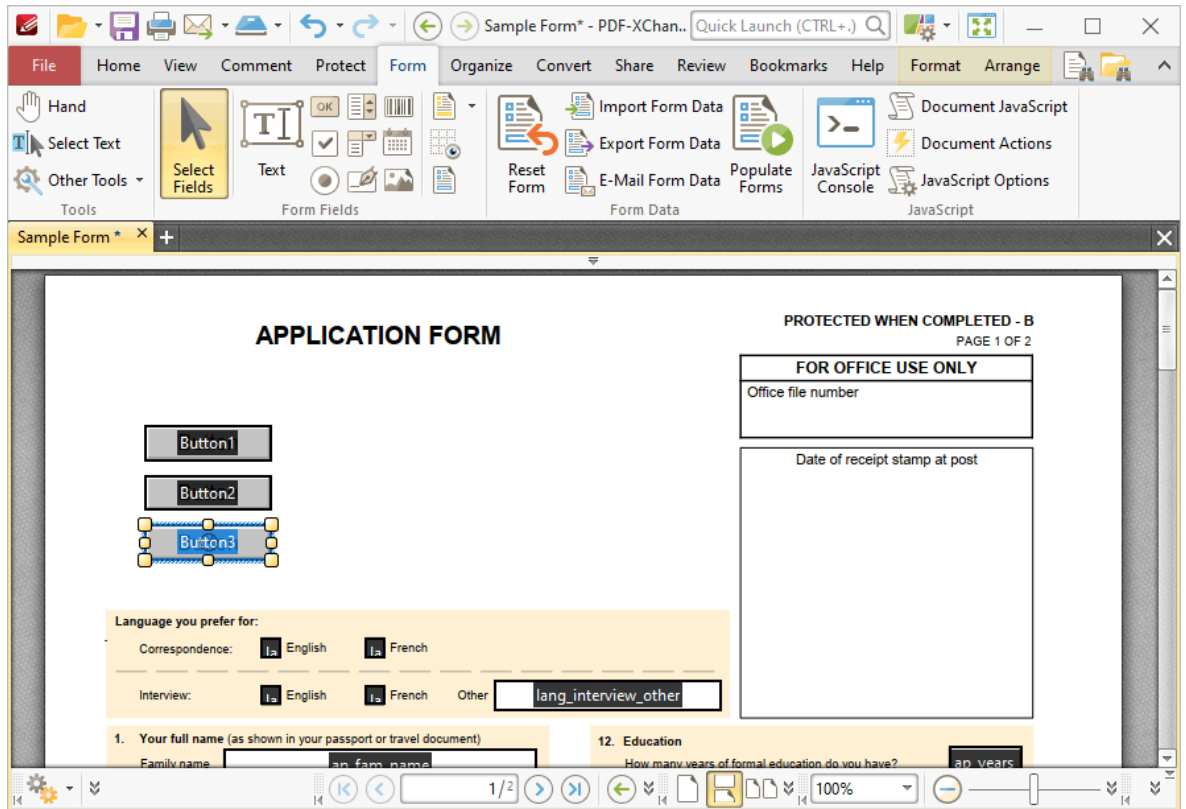 Sample Form* - PDF-XChan..
Quick Launch (CTRL+.)
File Home View Comment Protect Form Organize Convert Share Review Bookmarks Help Format Arrange
Hand
Select Text
Other Tools
Tools
Select Fields
Text
OK
Form Fields
Reset Form
Import Form Data
Export Form Data
E-Mail Form Data
Populate Forms
Form Data
JavaScript Console
Document JavaScript
Document Actions
JavaScript Options
JavaScript
Sample Form *
APPLICATION FORM
PROTECTED WHEN COMPLETED - B
PAGE 1 OF 2
FOR OFFICE USE ONLY
Office file number
Date of receipt stamp at post
Button1
Button2
Button3
Language you prefer for:
Correspondence: la English la French
Interview: la English la French Other lang_interview_other
1. Your full name (as shown in your passport or travel document)
Family name ap_fam_name
12. Education
How many years of formal education do you have? ap_years
1/2
100%